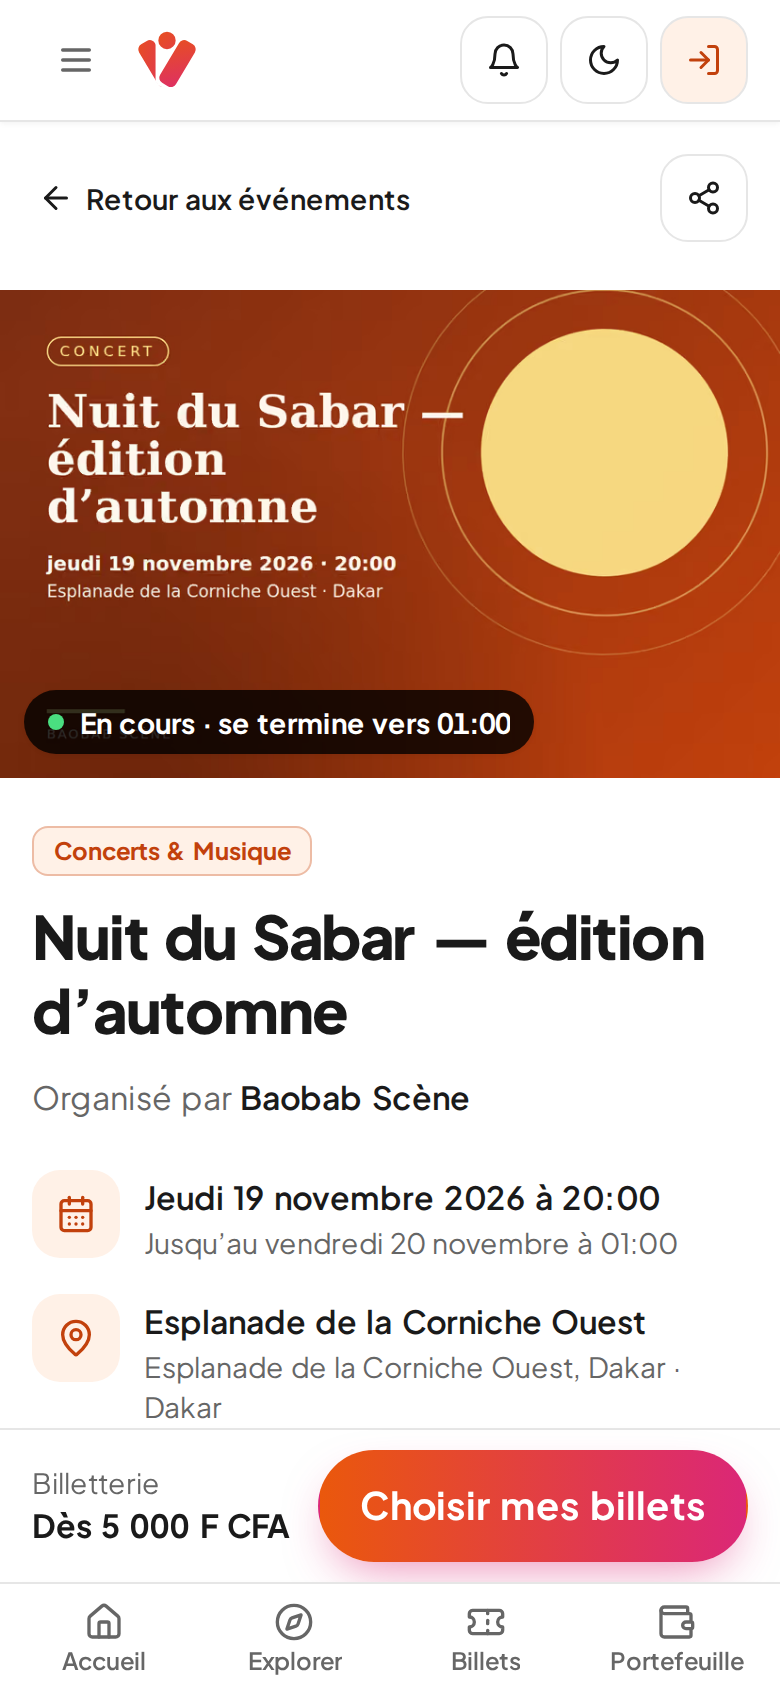 Retour aux événements
CONCERT
Nuit du Sabar —
édition
d’automne
jeudi 19 novembre 2026 · 20:00
Esplanade de la Corniche Ouest · Dakar
En cours · se termine vers 01:00
Concerts & Musique
Nuit du Sabar — édition
d’automne
Organisé par Baobab Scène
Jeudi 19 novembre 2026 à 20:00
Jusqu’au vendredi 20 novembre à 01:00
Esplanade de la Corniche Ouest
Esplanade de la Corniche Ouest, Dakar ·
Dakar
Billetterie
Dès 5 000 F CFA
Choisir mes billets
Accueil
Explorer
Billets
Portefeuille